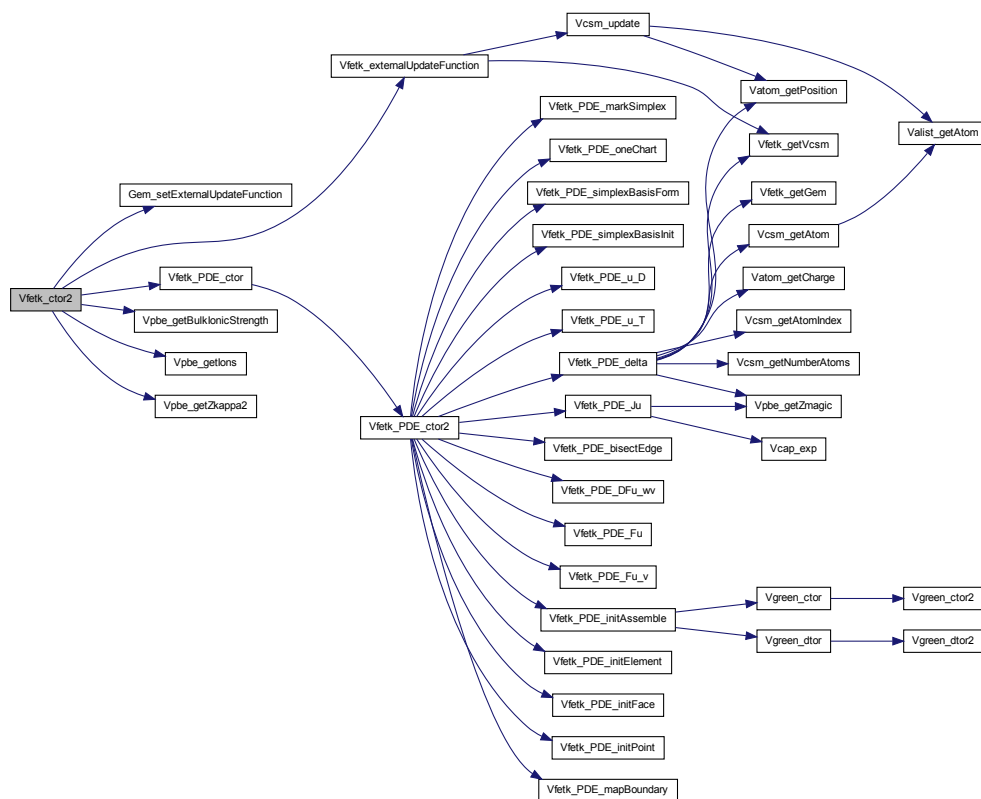 Vcsm_update
Vfetk_externalUpdateFunction
Vatom_getPosition
Vfetk_PDE_markSimplex
Valist_getAtom
Vfetk_getVcsm
Vfetk_PDE_oneChart
Gem_setExternalUpdateFunction
Vfetk_PDE_simplexBasisForm
Vfetk_getGem
Vfetk_PDE_simplexBasisInit
Vcsm_getAtom
Vfetk_PDE_ctor
Vfetk_PDE_u_D
Vatom_getCharge
Vfetk_ctor2
Vpbe_getBulkIonicStrength
Vfetk_PDE_u_T
Vcsm_getAtomIndex
Vpbe_getIons
Vfetk_PDE_delta
Vcsm_getNumberAtoms
Vpbe_getZkappa2
Vfetk_PDE_Ju
Vpbe_getZmagic
Vfetk_PDE_ctor2
Vfetk_PDE_bisectEdge
Vcap_exp
Vfetk_PDE_DFu_wv
Vfetk_PDE_Fu
Vfetk_PDE_Fu_v
Vgreen_ctor
Vgreen_ctor2
Vfetk_PDE_initAssemble
Vgreen_dtor
Vgreen_dtor2
Vfetk_PDE_initElement
Vfetk_PDE_initFace
Vfetk_PDE_initPoint
Vfetk_PDE_mapBoundary